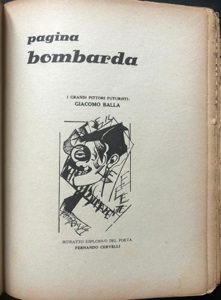 pagina
bombarda
I GRANDI PITTORI FUTURISTI:
GIACOMO BALLA
RITRATTO ESPLOSIVO DEL POETA
FERNANDO CERVELLI